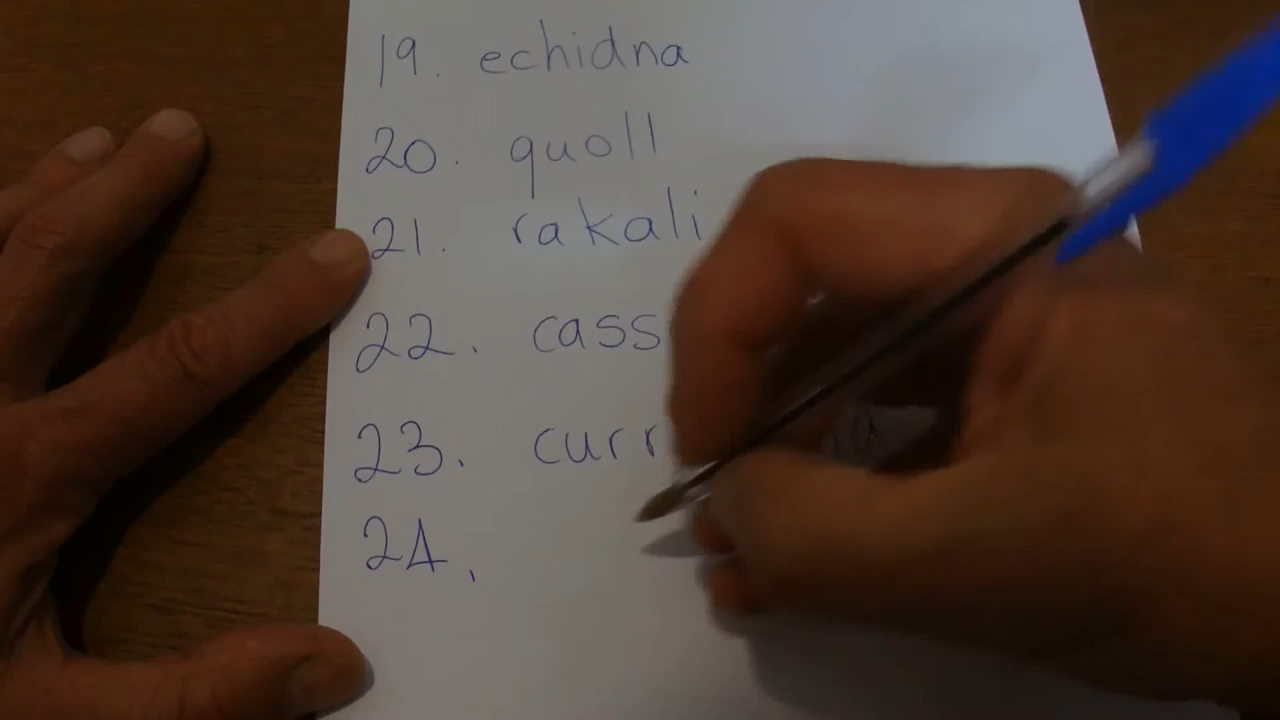 19. echidna
20. quoll
21. rakali
22. cass
23. curr
24.